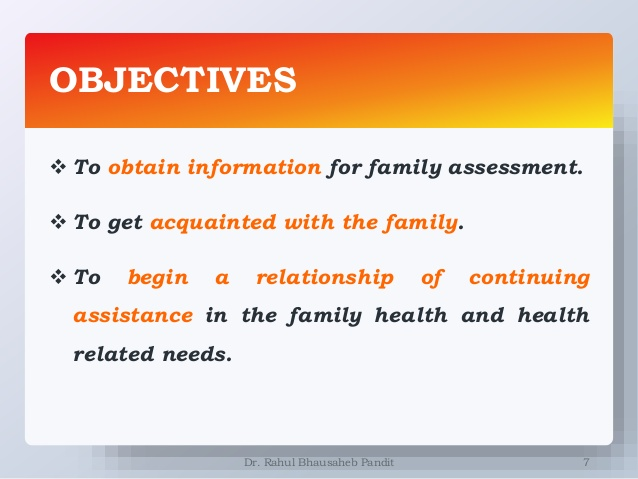 OBJECTIVES
❖ To obtain information for family assessment.
❖ To get acquainted with the family.
❖ To begin a relationship of continuing
assistance in the family health and health
related needs.
Dr. Rahul Bhausaheb Pandit 7